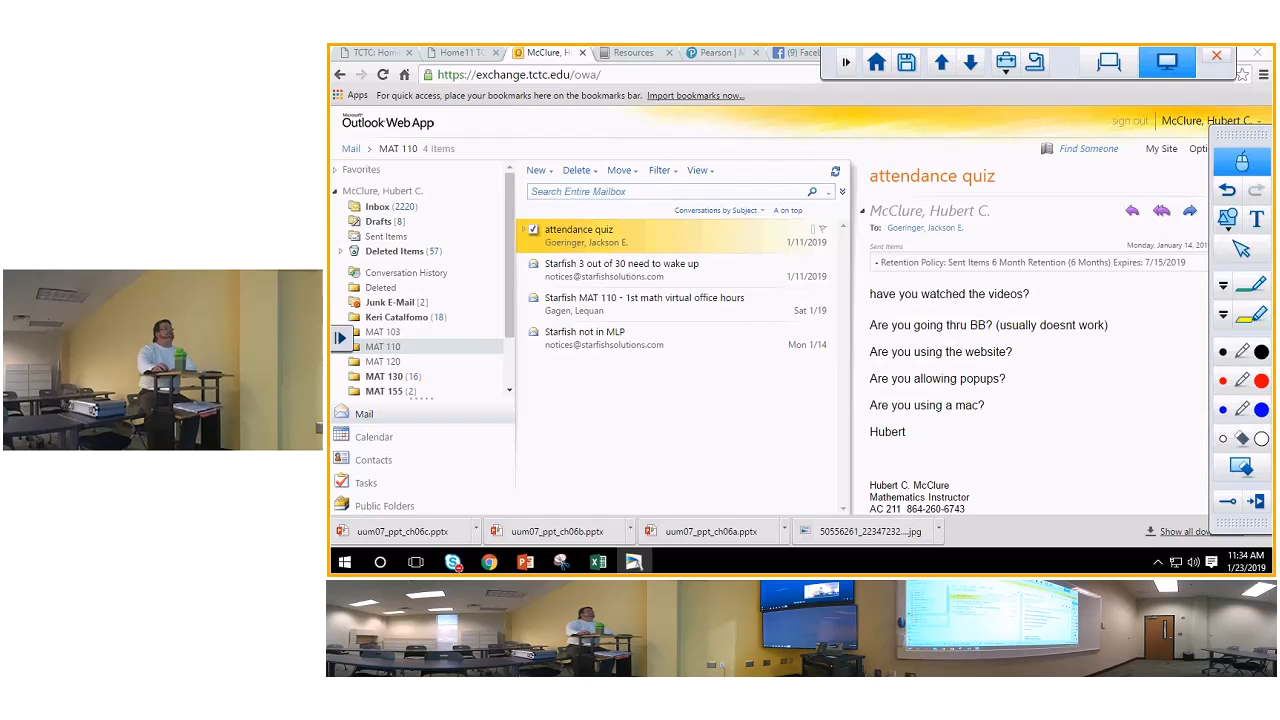 TCTC: Home
Home11 TC
McClure, H
Resources
Pearson | M
(9) Faceb
https://exchange.tctc.edu/owa/
Apps For quick access, place your bookmarks here on the bookmarks bar. Import bookmarks now...
Microsoft
Outlook Web App
sign out McClure, Hubert C.
Mail > MAT 110 4 Items
Find Someone My Site Opti
Favorites
McClure, Hubert C.
Inbox (2220)
Drafts [8]
Sent Items
Deleted Items (57)
Conversation History
Deleted
Junk E-Mail [2]
Keri Catalfomo (18)
MAT 103
MAT 110
MAT 120
MAT 130 (16)
MAT 155 (2)
Mail
Calendar
Contacts
Tasks
Public Folders
New Delete Move Filter View
Search Entire Mailbox
Conversations by Subject A on top
attendance quiz
Goeringer, Jackson E. 1/11/2019
Starfish 3 out of 30 need to wake up
notices@starfishsolutions.com 1/11/2019
Starfish MAT 110 - 1st math virtual office hours
Gagen, Lequan Sat 1/19
Starfish not in MLP
notices@starfishsolutions.com Mon 1/14
attendance quiz
McClure, Hubert C.
To: Goeringer, Jackson E.
Sent Items Monday, January 14, 201
• Retention Policy: Sent Items 6 Month Retention (6 Months) Expires: 7/15/2019
have you watched the videos?
Are you going thru BB? (usually doesnt work)
Are you using the website?
Are you allowing popups?
Are you using a mac?
Hubert
Hubert C. McClure
Mathematics Instructor
AC 211 864-260-6743
T
uum07_ppt_ch06c.pptx
uum07_ppt_ch06b.pptx
uum07_ppt_ch06a.pptx
50556261_22347232....jpg
Show all dow
11:34 AM
1/23/2019